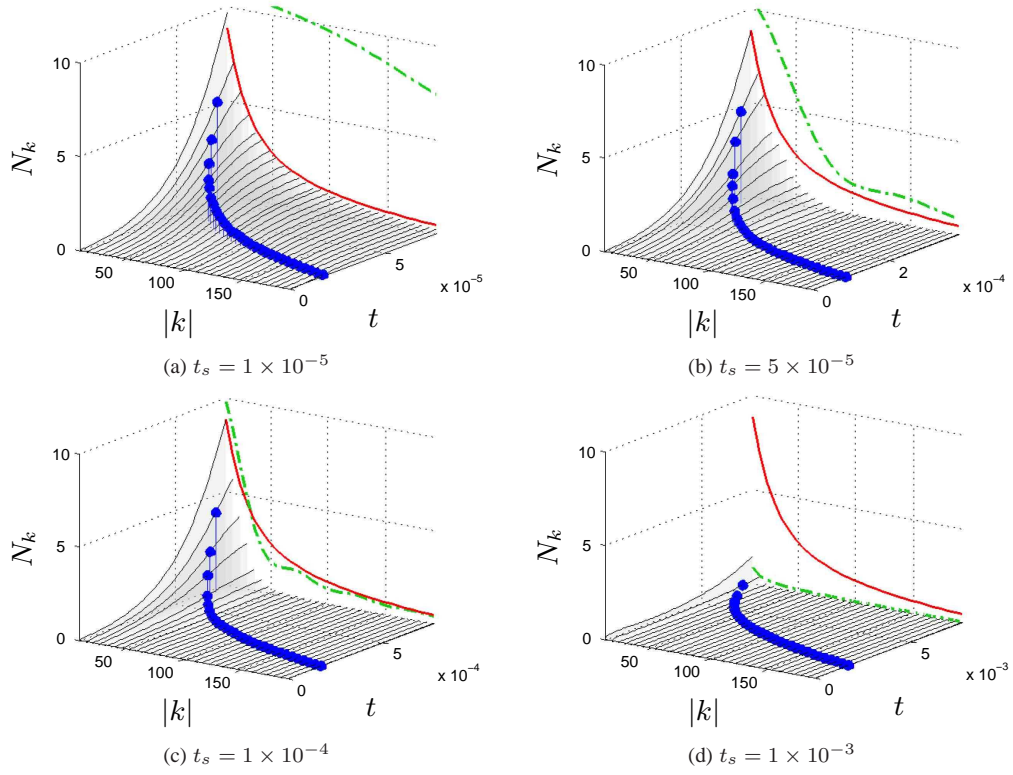 10
5
0
N_k
50
100
150
|k|
0
5
x 10^{-5}
t
(a) t_s = 1 × 10^{-5}
10
5
0
N_k
50
100
150
|k|
0
2
x 10^{-4}
t
(b) t_s = 5 × 10^{-5}
10
5
0
N_k
50
100
150
|k|
0
5
x 10^{-4}
t
(c) t_s = 1 × 10^{-4}
10
5
0
N_k
50
100
150
|k|
0
5
x 10^{-3}
t
(d) t_s = 1 × 10^{-3}